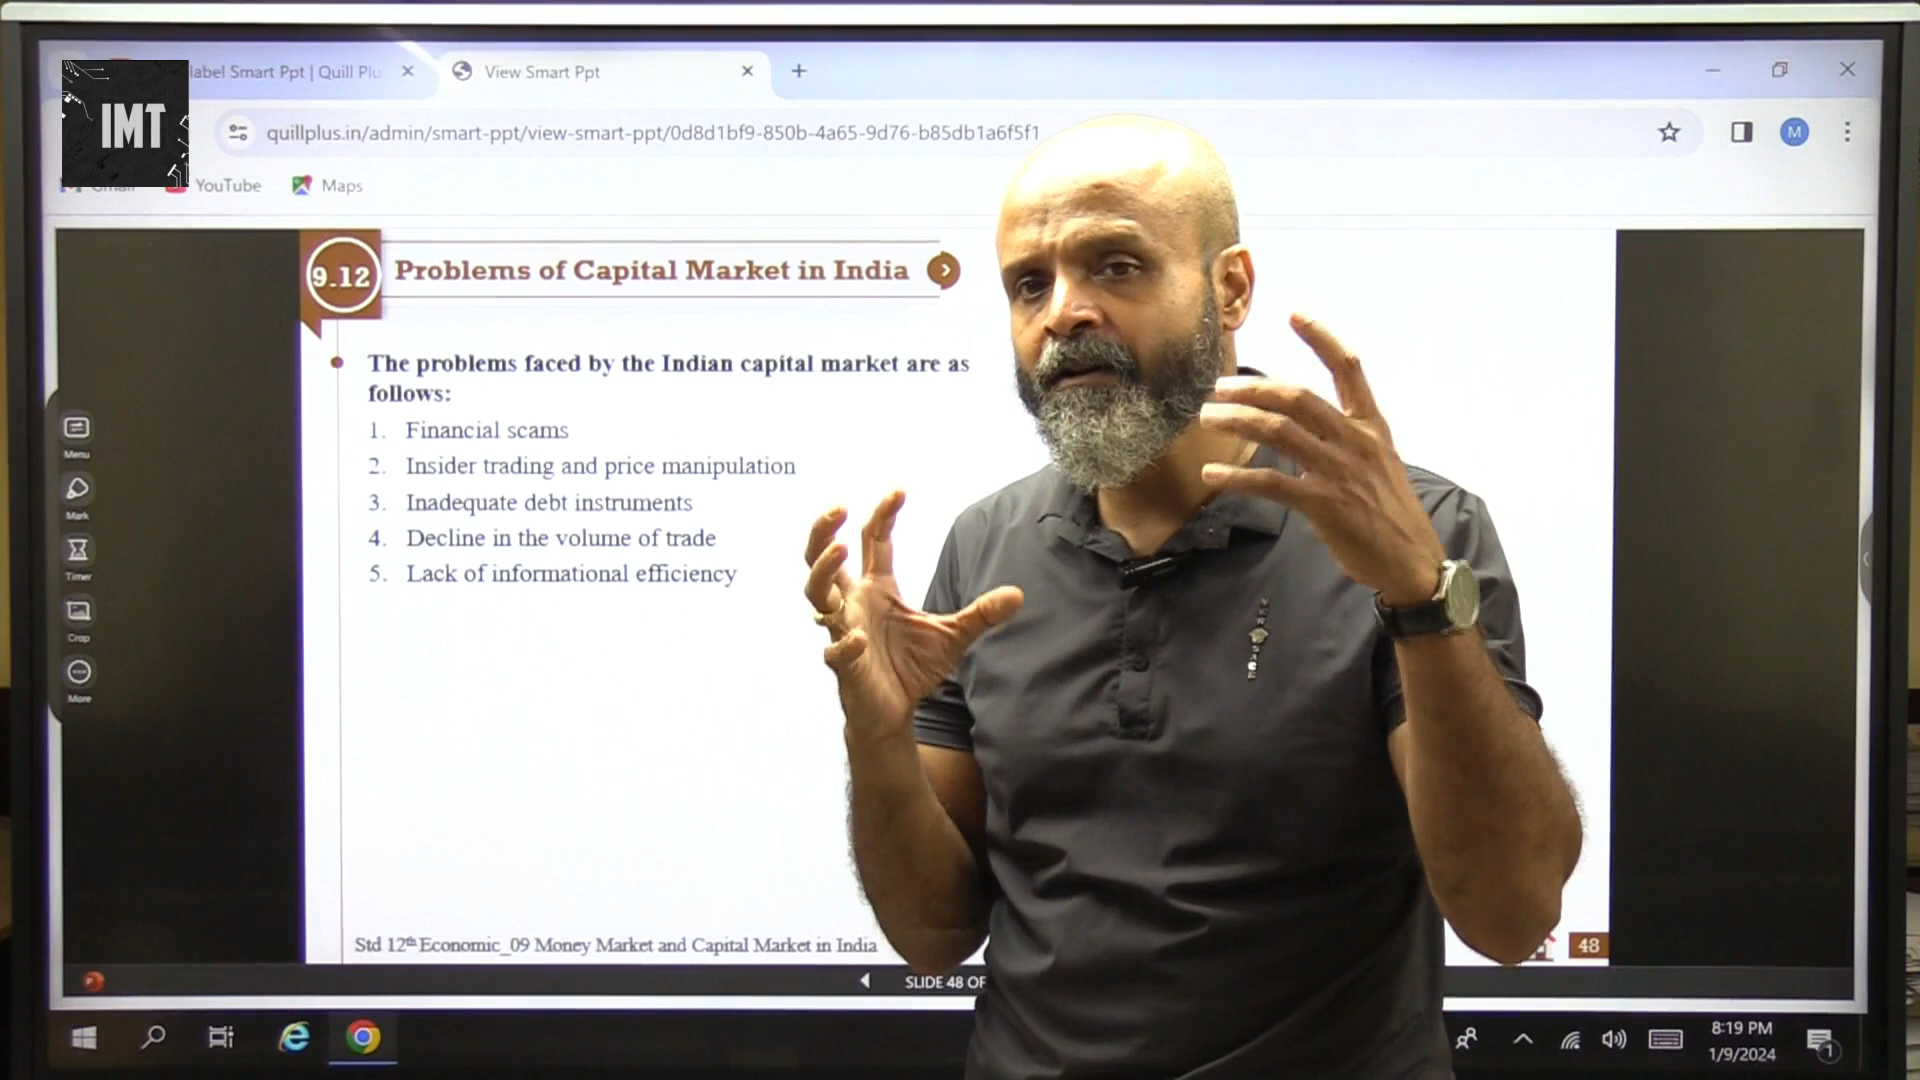 IMT
label Smart Ppt | Quill Plu
View Smart Ppt
quillplus.in/admin/smart-ppt/view-smart-ppt/0d8d1bf9-850b-4a65-9d76-b85db1a6f5f1
M
Gmail
YouTube
Maps
9.12
Problems of Capital Market in India
The problems faced by the Indian capital market are as
follows:
1. Financial scams
2. Insider trading and price manipulation
3. Inadequate debt instruments
4. Decline in the volume of trade
5. Lack of informational efficiency
Menu
Mark
Timer
Crop
More
Std 12th Economic_09 Money Market and Capital Market in India
48
SLIDE 48 OF
8:19 PM
1/9/2024
1